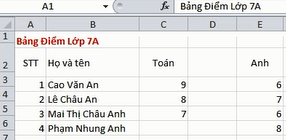 A1 fx Bảng Điểm Lớp 7A
A B C D E
1 Bảng Điểm Lớp 7A
2 STT Họ và tên Toán Anh
3 1 Cao Văn An 9 6
4 2 Lê Châu An 8 7
5 3 Mai Thị Châu Anh 7 6
6 4 Phạm Nhung Anh 8